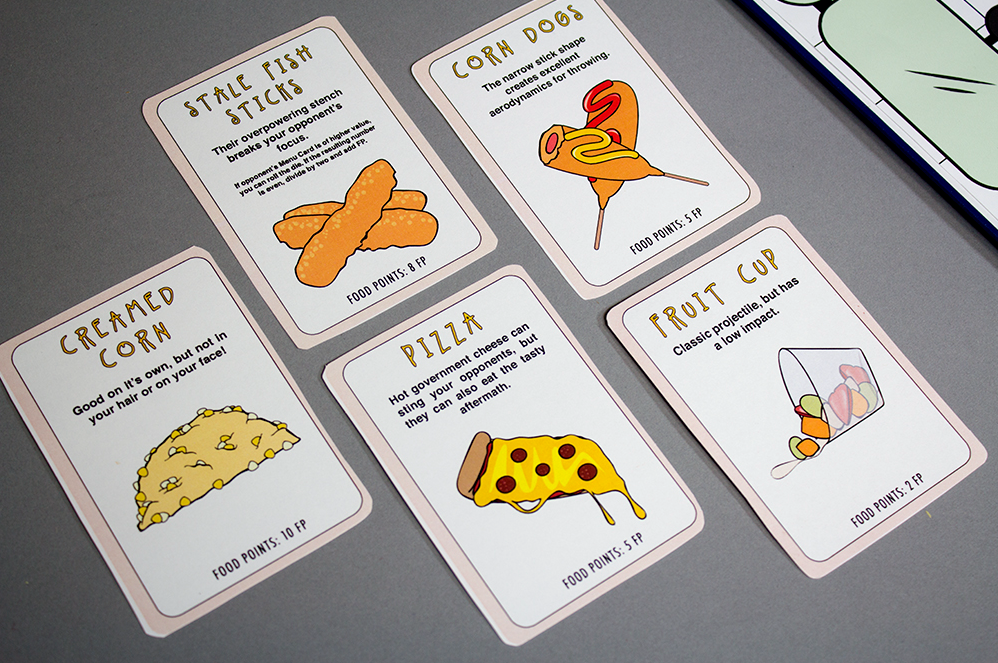 STALE FISH
STICKS
Their overpowering stench
breaks your opponent's
focus.
If opponent's Menu Card is of higher value,
you can roll the die. If the resulting number
is even, divide by two and add FP.
FOOD POINTS: 8 FP
CORN DOGS
The narrow stick shape
creates excellent
aerodynamics for throwing.
FOOD POINTS: 5 FP
CREAMED
CORN
Good on it's own, but not in
your hair or on your face!
FOOD POINTS: 10 FP
PIZZA
Hot government cheese can
sting your opponents, but
they can also eat the tasty
aftermath.
FOOD POINTS: 5 FP
FRUIT CUP
Classic projectile, but has
a low impact.
FOOD POINTS: 2 FP